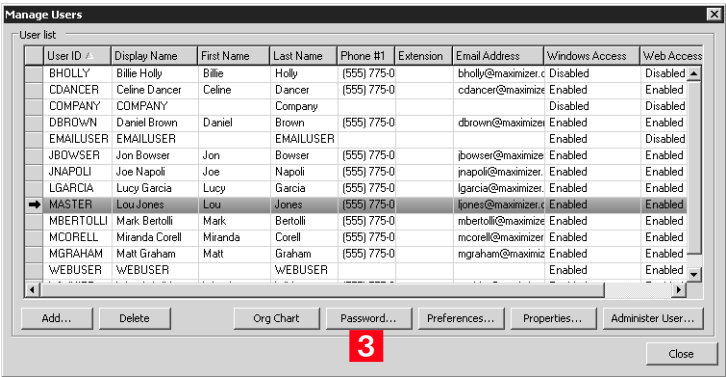 Manage Users
User list
User ID Display Name First Name Last Name Phone #1 Extension Email Address Windows Access Web Access
BHOLLY Billie Holly Billie Holly (555) 775-0 bholly@maximizer.c Disabled Disabled
CDANCER Celine Dancer Celine Dancer (555) 775-0 cdancer@maximizer Enabled Enabled
COMPANY COMPANY Company Disabled Disabled
DBROWN Daniel Brown Daniel Brown (555) 775-0 dbrown@maximizer Enabled Enabled
EMAILUSER EMAILUSER EMAILUSER Enabled Disabled
JBOWSER Jon Bowser Jon Bowser (555) 775-0 jbowser@maximize Enabled Enabled
JNAPOLI Joe Napoli Joe Napoli (555) 775-0 jnapoli@maximizer. Enabled Enabled
LGARCIA Lucy Garcia Lucy Garcia (555) 775-0 lgarcia@maximizer. Enabled Enabled
MASTER Lou Jones Lou Jones (555) 775-0 ljones@maximizer.c Enabled Enabled
MBERTOLLI Mark Bertolli Mark Bertolli (555) 775-0 mbertolli@maximize Enabled Enabled
MCORELL Miranda Corell Miranda Corell (555) 775-0 mcorell@maximizer Enabled Enabled
MGRAHAM Matt Graham Matt Graham (555) 775-0 mgraham@maximiz Enabled Enabled
WEBUSER WEBUSER WEBUSER Enabled Enabled
Add... Delete Org Chart Password... Preferences... Properties... Administer User...
3
Close